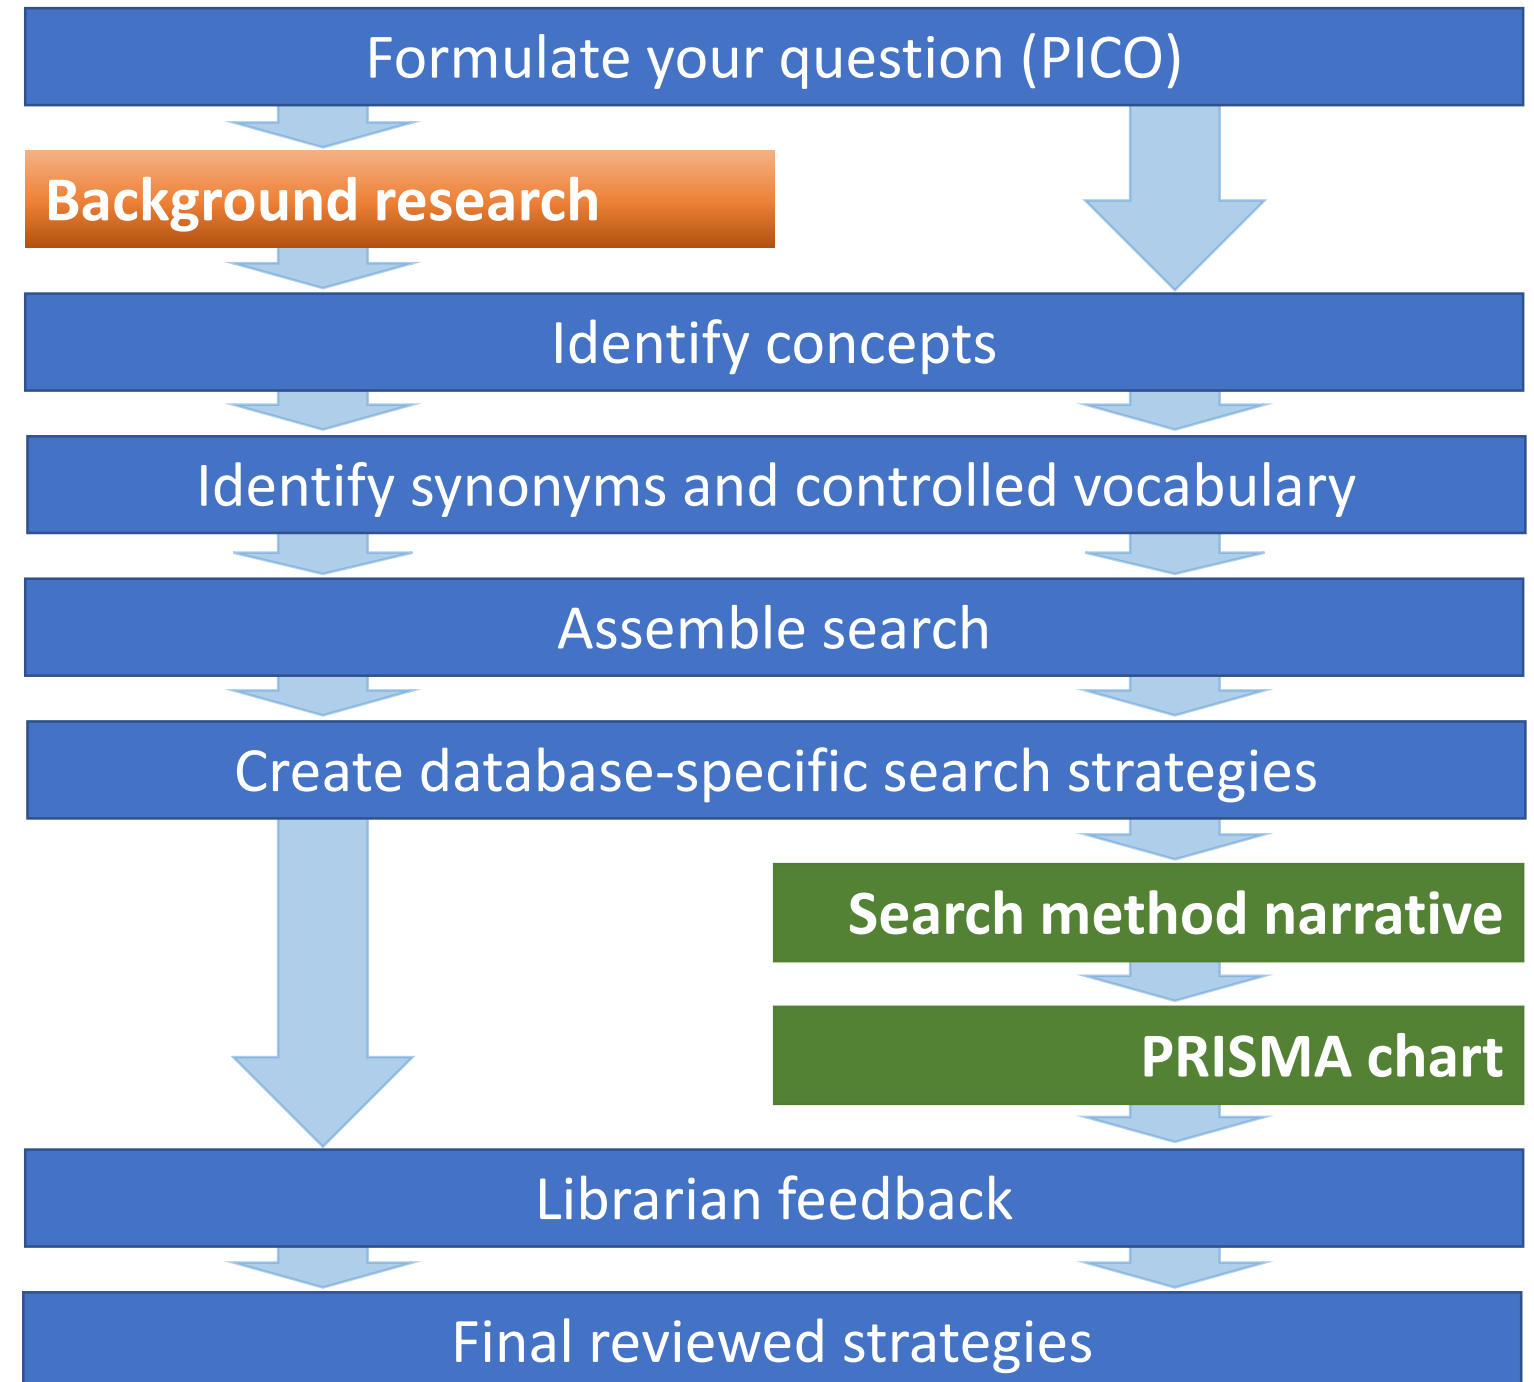 Formulate your question (PICO)
Background research
Identify concepts
Identify synonyms and controlled vocabulary
Assemble search
Create database-specific search strategies
Search method narrative
PRISMA chart
Librarian feedback
Final reviewed strategies